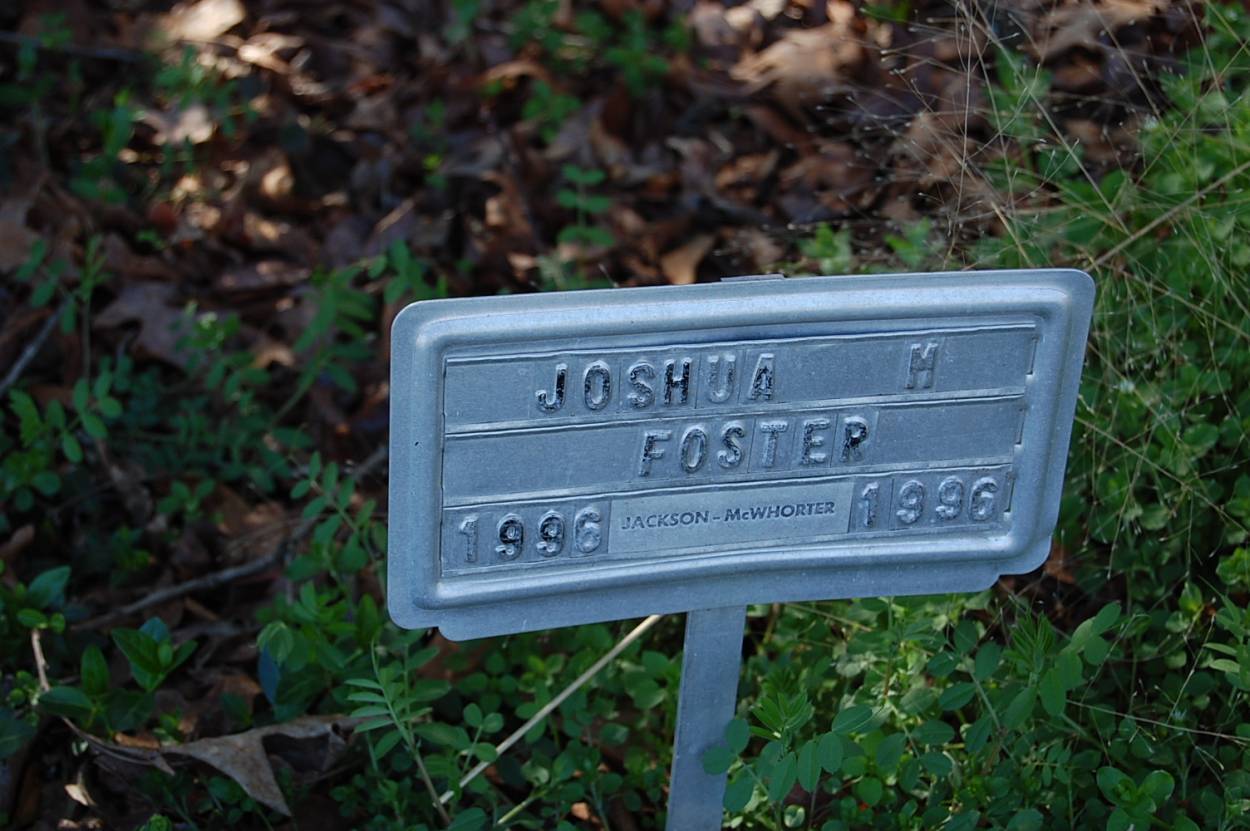 JOSHUA M
FOSTER
1996 JACKSON - McWHORTER 1996